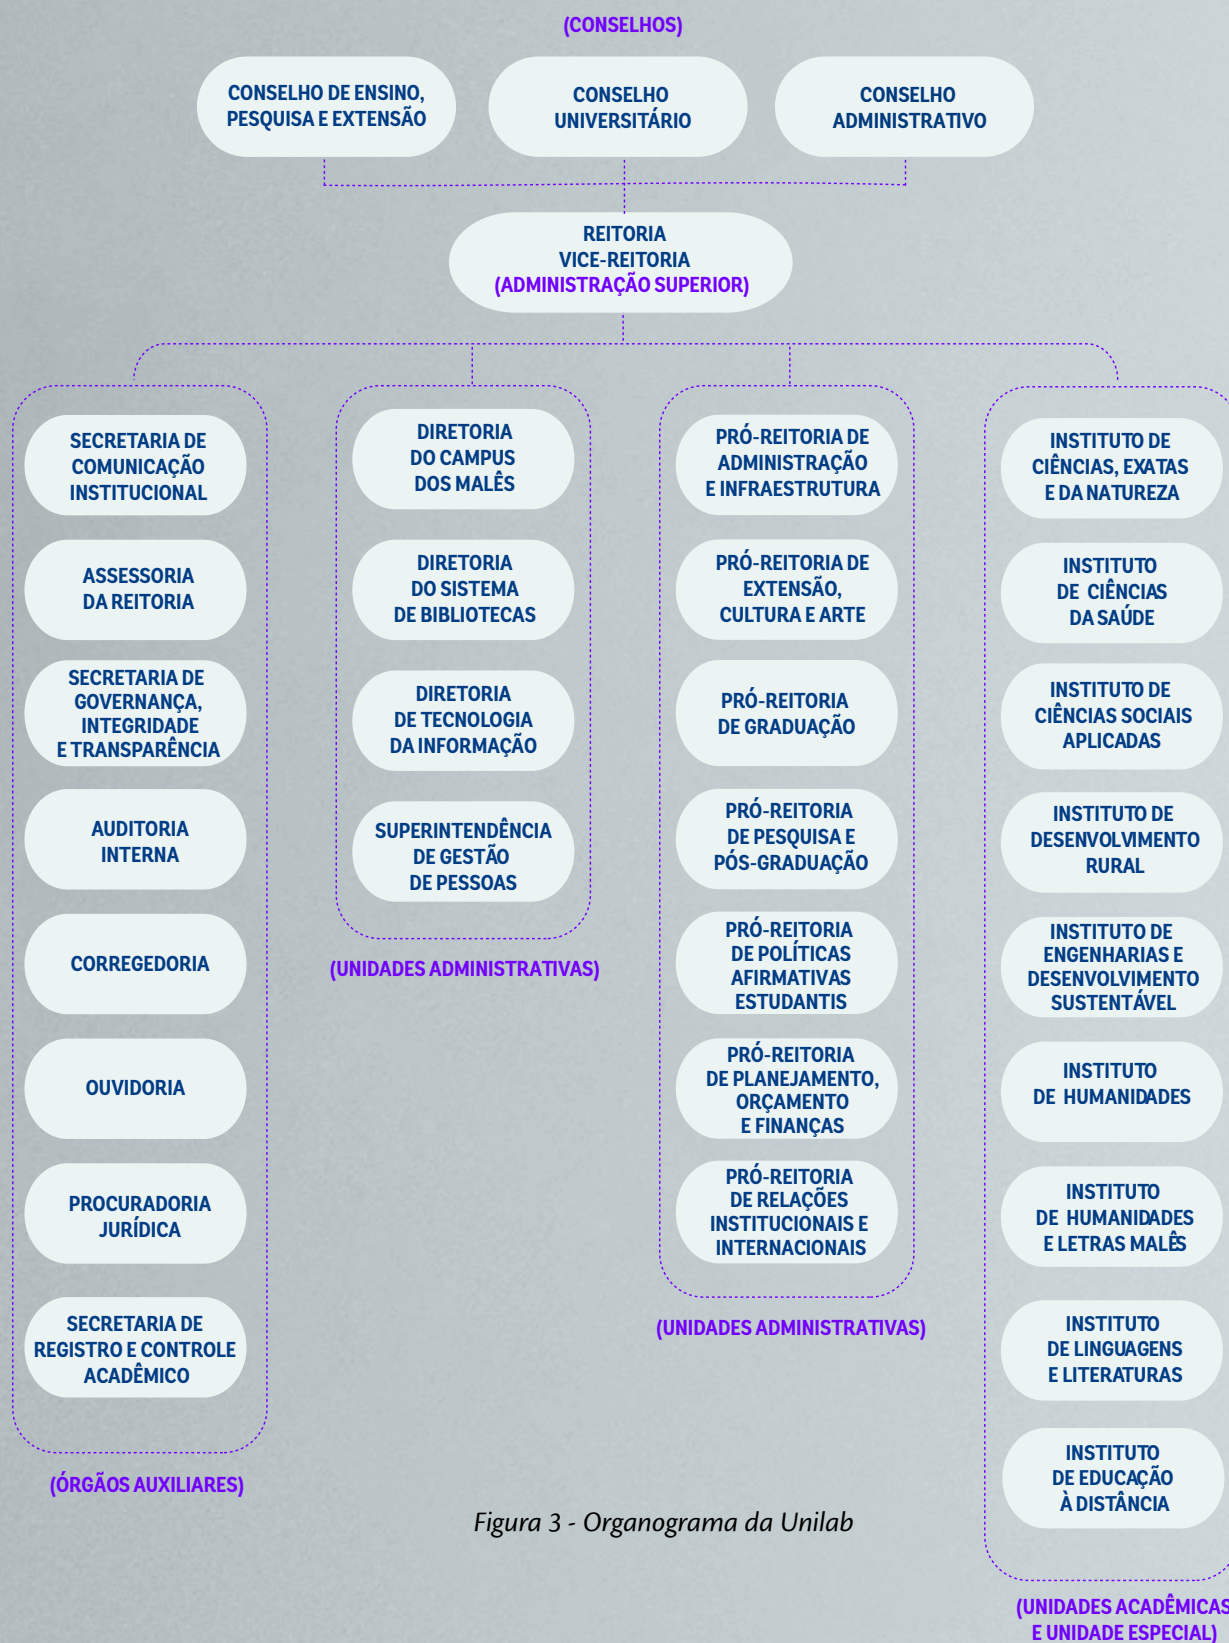 (CONSELHOS)
CONSELHO DE ENSINO,
PESQUISA E EXTENSÃO
CONSELHO
UNIVERSITÁRIO
CONSELHO
ADMINISTRATIVO
REITORIA
VICE-REITORIA
(ADMINISTRAÇÃO SUPERIOR)
SECRETARIA DE
COMUNICAÇÃO
INSTITUCIONAL
ASSESSORIA
DA REITORIA
SECRETARIA DE
GOVERNANÇA,
INTEGRIDADE
E TRANSPARÊNCIA
AUDITORIA
INTERNA
CORREGEDORIA
OUVIDORIA
PROCURADORIA
JURÍDICA
SECRETARIA DE
REGISTRO E CONTROLE
ACADÊMICO
(ÓRGÃOS AUXILIARES)
DIRETORIA
DO CAMPUS
DOS MALÊS
DIRETORIA
DO SISTEMA
DE BIBLIOTECAS
DIRETORIA
DE TECNOLOGIA
DA INFORMAÇÃO
SUPERINTENDÊNCIA
DE GESTÃO
DE PESSOAS
(UNIDADES ADMINISTRATIVAS)
PRÓ-REITORIA DE
ADMINISTRAÇÃO
E INFRAESTRUTURA
PRÓ-REITORIA DE
EXTENSÃO,
CULTURA E ARTE
PRÓ-REITORIA
DE GRADUAÇÃO
PRÓ-REITORIA
DE PESQUISA E
PÓS-GRADUAÇÃO
PRÓ-REITORIA
DE POLÍTICAS
AFIRMATIVAS
ESTUDANTIS
PRÓ-REITORIA
DE PLANEJAMENTO,
ORÇAMENTO
E FINANÇAS
PRÓ-REITORIA
DE RELAÇÕES
INSTITUCIONAIS E
INTERNACIONAIS
(UNIDADES ADMINISTRATIVAS)
INSTITUTO DE
CIÊNCIAS, EXATAS
E DA NATUREZA
INSTITUTO
DE CIÊNCIAS
DA SAÚDE
INSTITUTO DE
CIÊNCIAS SOCIAIS
APLICADAS
INSTITUTO DE
DESENVOLVIMENTO
RURAL
INSTITUTO DE
ENGENHARIAS E
DESENVOLVIMENTO
SUSTENTÁVEL
INSTITUTO
DE HUMANIDADES
INSTITUTO
DE HUMANIDADES
E LETRAS MALÊS
INSTITUTO
DE LINGUAGENS
E LITERATURAS
INSTITUTO
DE EDUCAÇÃO
À DISTÂNCIA
(UNIDADES ACADÊMICAS
E UNIDADE ESPECIAL)
Figura 3 - Organograma da Unilab